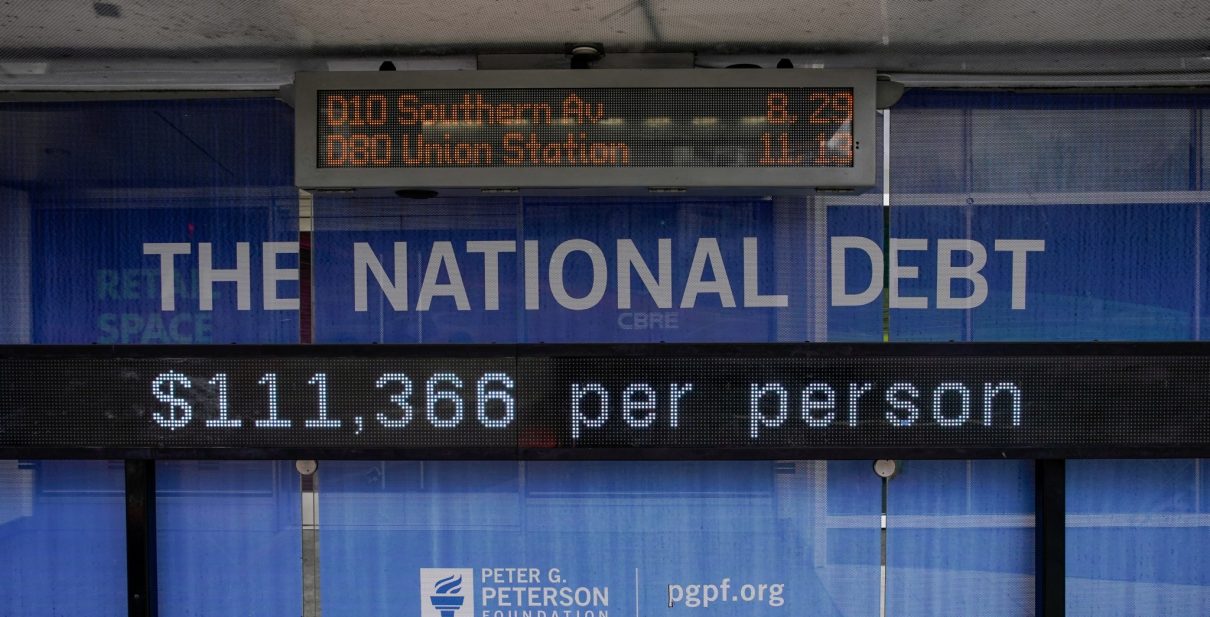 D10 Southern Av 8, 29
D80 Union Station 11, 13
THE NATIONAL DEBT
RETAIL
SPACE
CBRE
$111,366 per person
PETER G.
PETERSON
FOUNDATION
pgpf.org